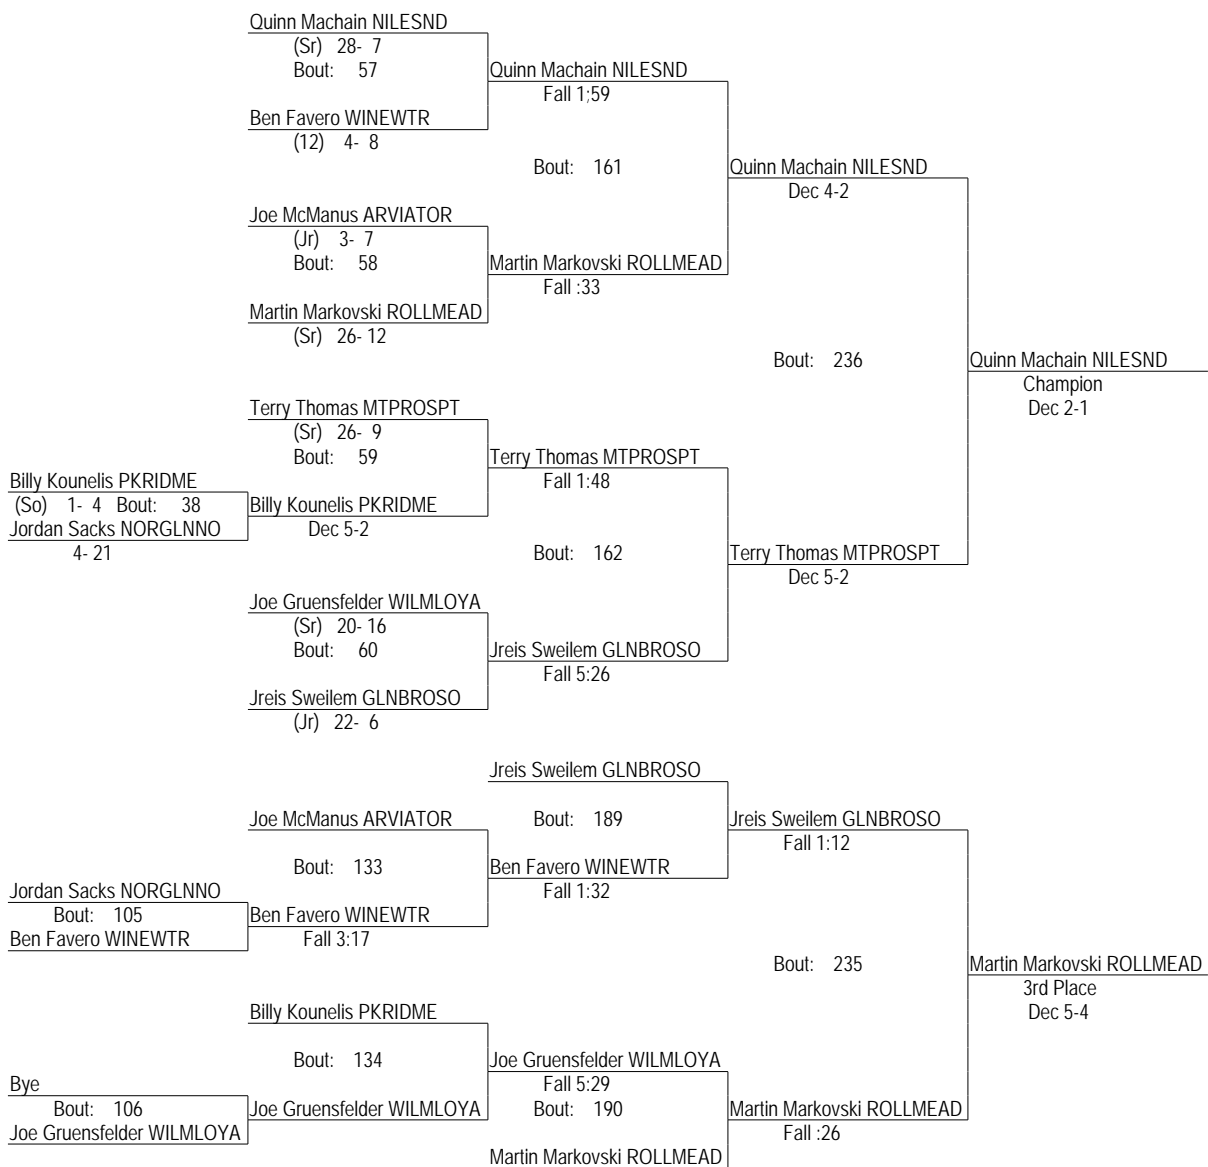 Quinn Machain NILESND
(Sr) 28- 7
Bout: 57
Quinn Machain NILESND
Fall 1;59
Ben Favero WINEWTR
(12) 4- 8
Bout: 161
Quinn Machain NILESND
Dec 4-2
Joe McManus ARVIATOR
(Jr) 3- 7
Bout: 58
Martin Markovski ROLLMEAD
Fall :33
Martin Markovski ROLLMEAD
(Sr) 26- 12
Bout: 236
Quinn Machain NILESND
Champion
Dec 2-1
Terry Thomas MTPROSPT
(Sr) 26- 9
Bout: 59
Terry Thomas MTPROSPT
Fall 1:48
Billy Kounelis PKRIDME
(So) 1- 4 Bout: 38
Billy Kounelis PKRIDME
Dec 5-2
Jordan Sacks NORGLNNO
4- 21
Bout: 162
Terry Thomas MTPROSPT
Dec 5-2
Joe Gruensfelder WILMLOYA
(Sr) 20- 16
Bout: 60
Jreis Sweilem GLNBROSO
Fall 5:26
Jreis Sweilem GLNBROSO
(Jr) 22- 6
Jreis Sweilem GLNBROSO
Joe McManus ARVIATOR
Bout: 189
Jreis Sweilem GLNBROSO
Fall 1:12
Bout: 133
Ben Favero WINEWTR
Fall 1:32
Jordan Sacks NORGLNNO
Bout: 105
Ben Favero WINEWTR
Fall 3:17
Ben Favero WINEWTR
Bout: 235
Martin Markovski ROLLMEAD
3rd Place
Dec 5-4
Billy Kounelis PKRIDME
Bout: 134
Joe Gruensfelder WILMLOYA
Fall 5:29
Bye
Bout: 106
Joe Gruensfelder WILMLOYA
Bout: 190
Martin Markovski ROLLMEAD
Fall :26
Joe Gruensfelder WILMLOYA
Martin Markovski ROLLMEAD